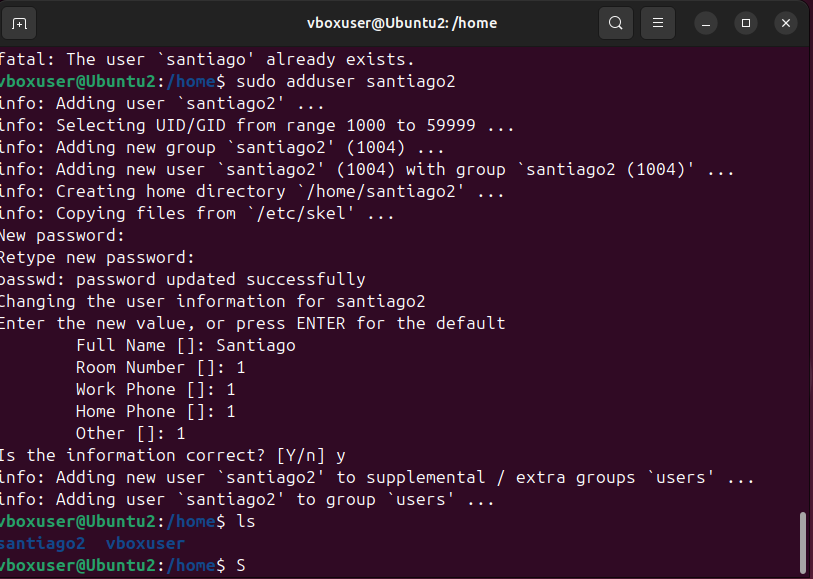 vboxuser@Ubuntu2: /home
fatal: The user `santiago' already exists.
vboxuser@Ubuntu2:/home$ sudo adduser santiago2
info: Adding user `santiago2' ...
info: Selecting UID/GID from range 1000 to 59999 ...
info: Adding new group `santiago2' (1004) ...
info: Adding new user `santiago2' (1004) with group `santiago2 (1004)' ...
info: Creating home directory `/home/santiago2' ...
info: Copying files from `/etc/skel' ...
New password:
Retype new password:
passwd: password updated successfully
Changing the user information for santiago2
Enter the new value, or press ENTER for the default
        Full Name []: Santiago
        Room Number []: 1
        Work Phone []: 1
        Home Phone []: 1
        Other []: 1
Is the information correct? [Y/n] y
info: Adding new user `santiago2' to supplemental / extra groups `users' ...
info: Adding user `santiago2' to group `users' ...
vboxuser@Ubuntu2:/home$ ls
santiago2  vboxuser
vboxuser@Ubuntu2:/home$ S